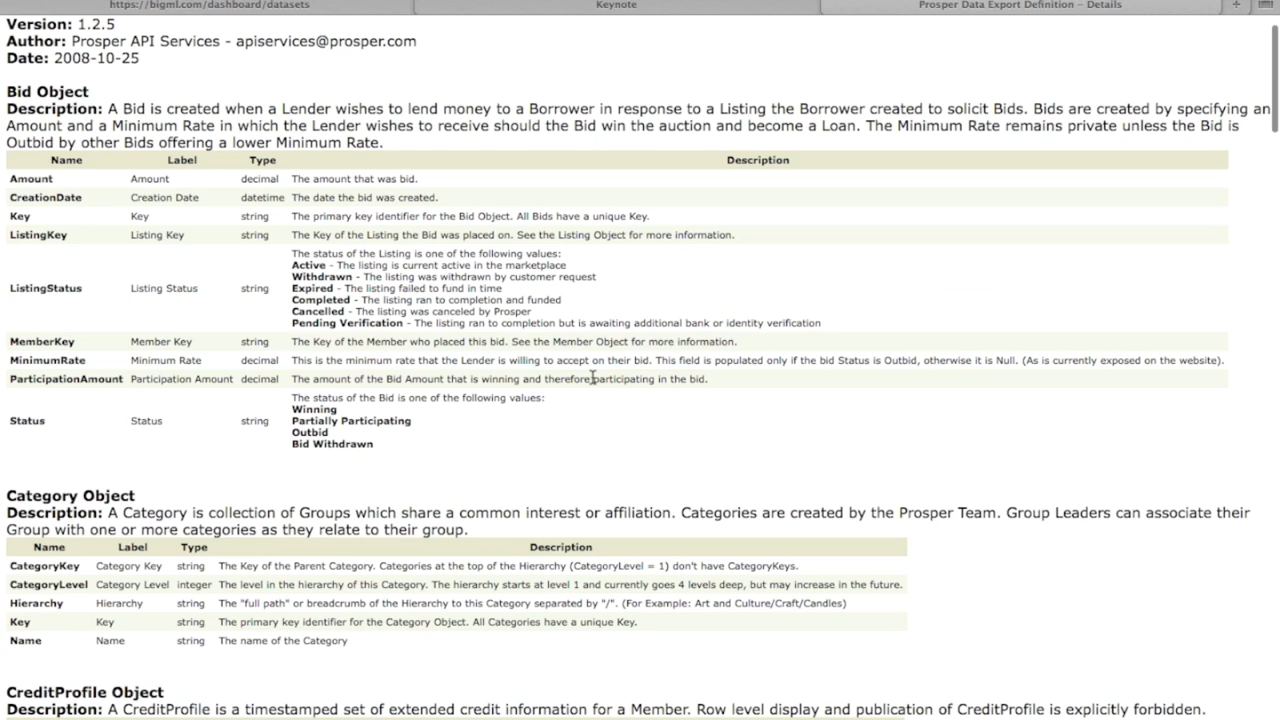 https://bigml.com/dashboard/datasets Keynote Prosper Data Export Definition – Details
Version: 1.2.5
Author: Prosper API Services - apiservices@prosper.com
Date: 2008-10-25
Bid Object
Description: A Bid is created when a Lender wishes to lend money to a Borrower in response to a Listing the Borrower created to solicit Bids. Bids are created by specifying an
Amount and a Minimum Rate in which the Lender wishes to receive should the Bid win the auction and become a Loan. The Minimum Rate remains private unless the Bid is
Outbid by other Bids offering a lower Minimum Rate.
Name Label Type Description
Amount Amount decimal The amount that was bid.
CreationDate Creation Date datetime The date the bid was created.
Key Key string The primary key identifier for the Bid Object. All Bids have a unique Key.
ListingKey Listing Key string The Key of the Listing the Bid was placed on. See the Listing Object for more information.
The status of the Listing is one of the following values:
Active - The listing is current active in the marketplace
Withdrawn - The listing was withdrawn by customer request
ListingStatus Listing Status string Expired - The listing failed to fund in time
Completed - The listing ran to completion and funded
Cancelled - The listing was canceled by Prosper
Pending Verification - The listing ran to completion but is awaiting additional bank or identity verification
MemberKey Member Key string The Key of the Member who placed this bid. See the Member Object for more information.
MinimumRate Minimum Rate decimal This is the minimum rate that the Lender is willing to accept on their bid. This field is populated only if the bid Status is Outbid, otherwise it is Null. (As is currently exposed on the website).
ParticipationAmount Participation Amount decimal The amount of the Bid Amount that is winning and therefore participating in the bid.
The status of the Bid is one of the following values:
Winning
Status Status string Partially Participating
Outbid
Bid Withdrawn
Category Object
Description: A Category is collection of Groups which share a common interest or affiliation. Categories are created by the Prosper Team. Group Leaders can associate their
Group with one or more categories as they relate to their group.
Name Label Type Description
CategoryKey Category Key string The Key of the Parent Category. Categories at the top of the Hierarchy (CategoryLevel = 1) don't have CategoryKeys.
CategoryLevel Category Level integer The level in the hierarchy of this Category. The hierarchy starts at level 1 and currently goes 4 levels deep, but may increase in the future.
Hierarchy Hierarchy string The "full path" or breadcrumb of the Hierarchy to this Category separated by "/". (For Example: Art and Culture/Craft/Candles)
Key Key string The primary key identifier for the Category Object. All Categories have a unique Key.
Name Name string The name of the Category
CreditProfile Object
Description: A CreditProfile is a timestamped set of extended credit information for a Member. Row level display and publication of CreditProfile is explicitly forbidden.